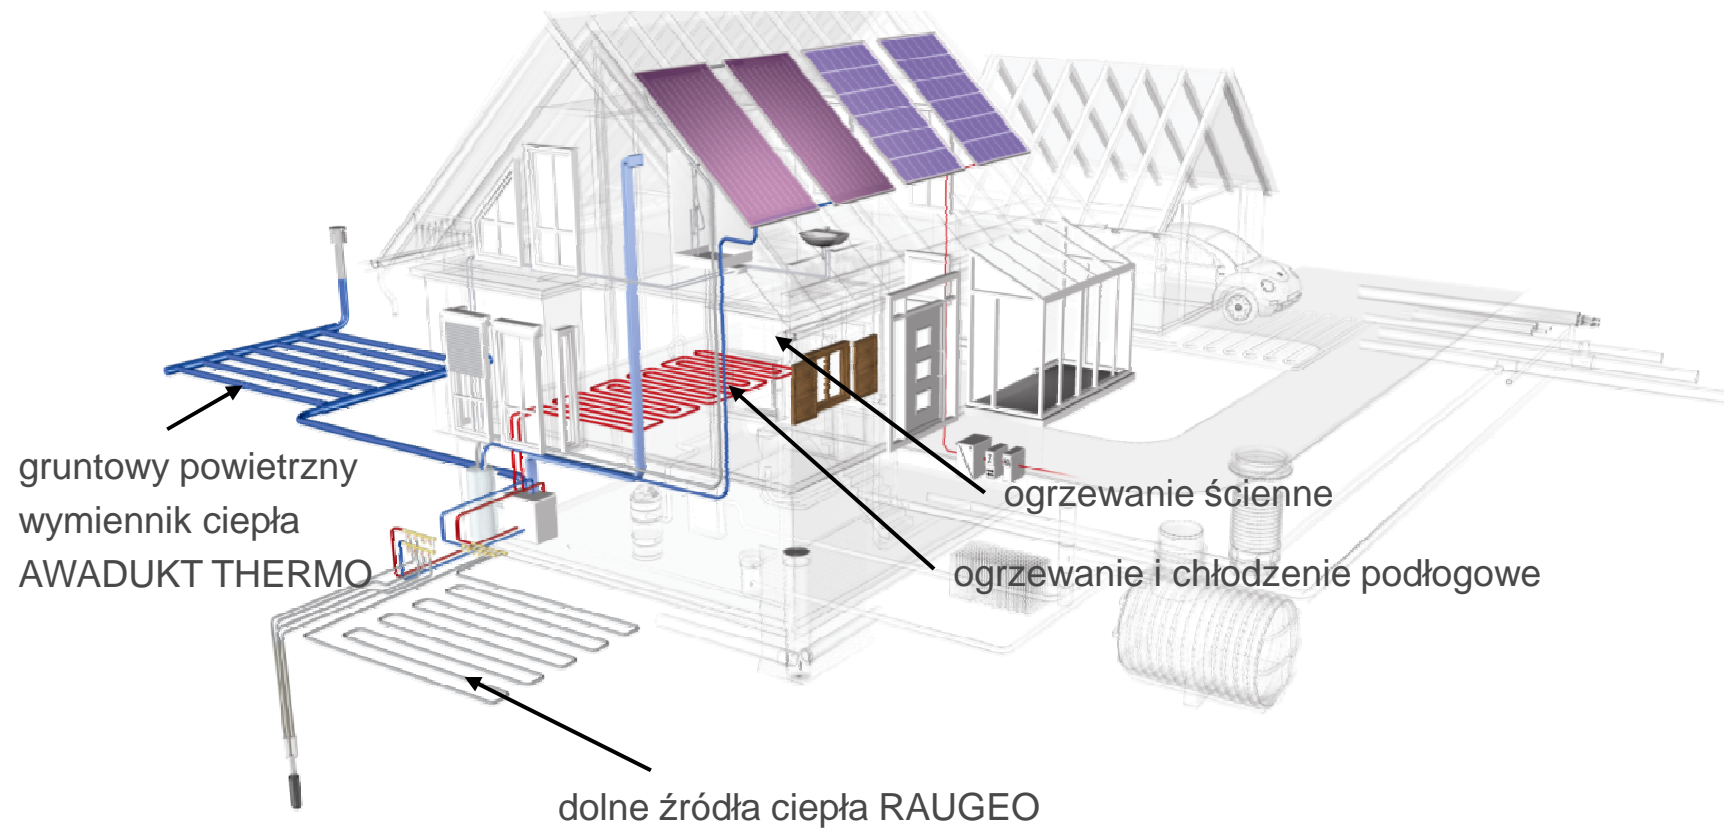 gruntowy powietrzny
wymiennik ciepła
AWADUKT THERMO
ogrzewanie ścienne
ogrzewanie i chłodzenie podłogowe
dolne źródła ciepła RAUGEO